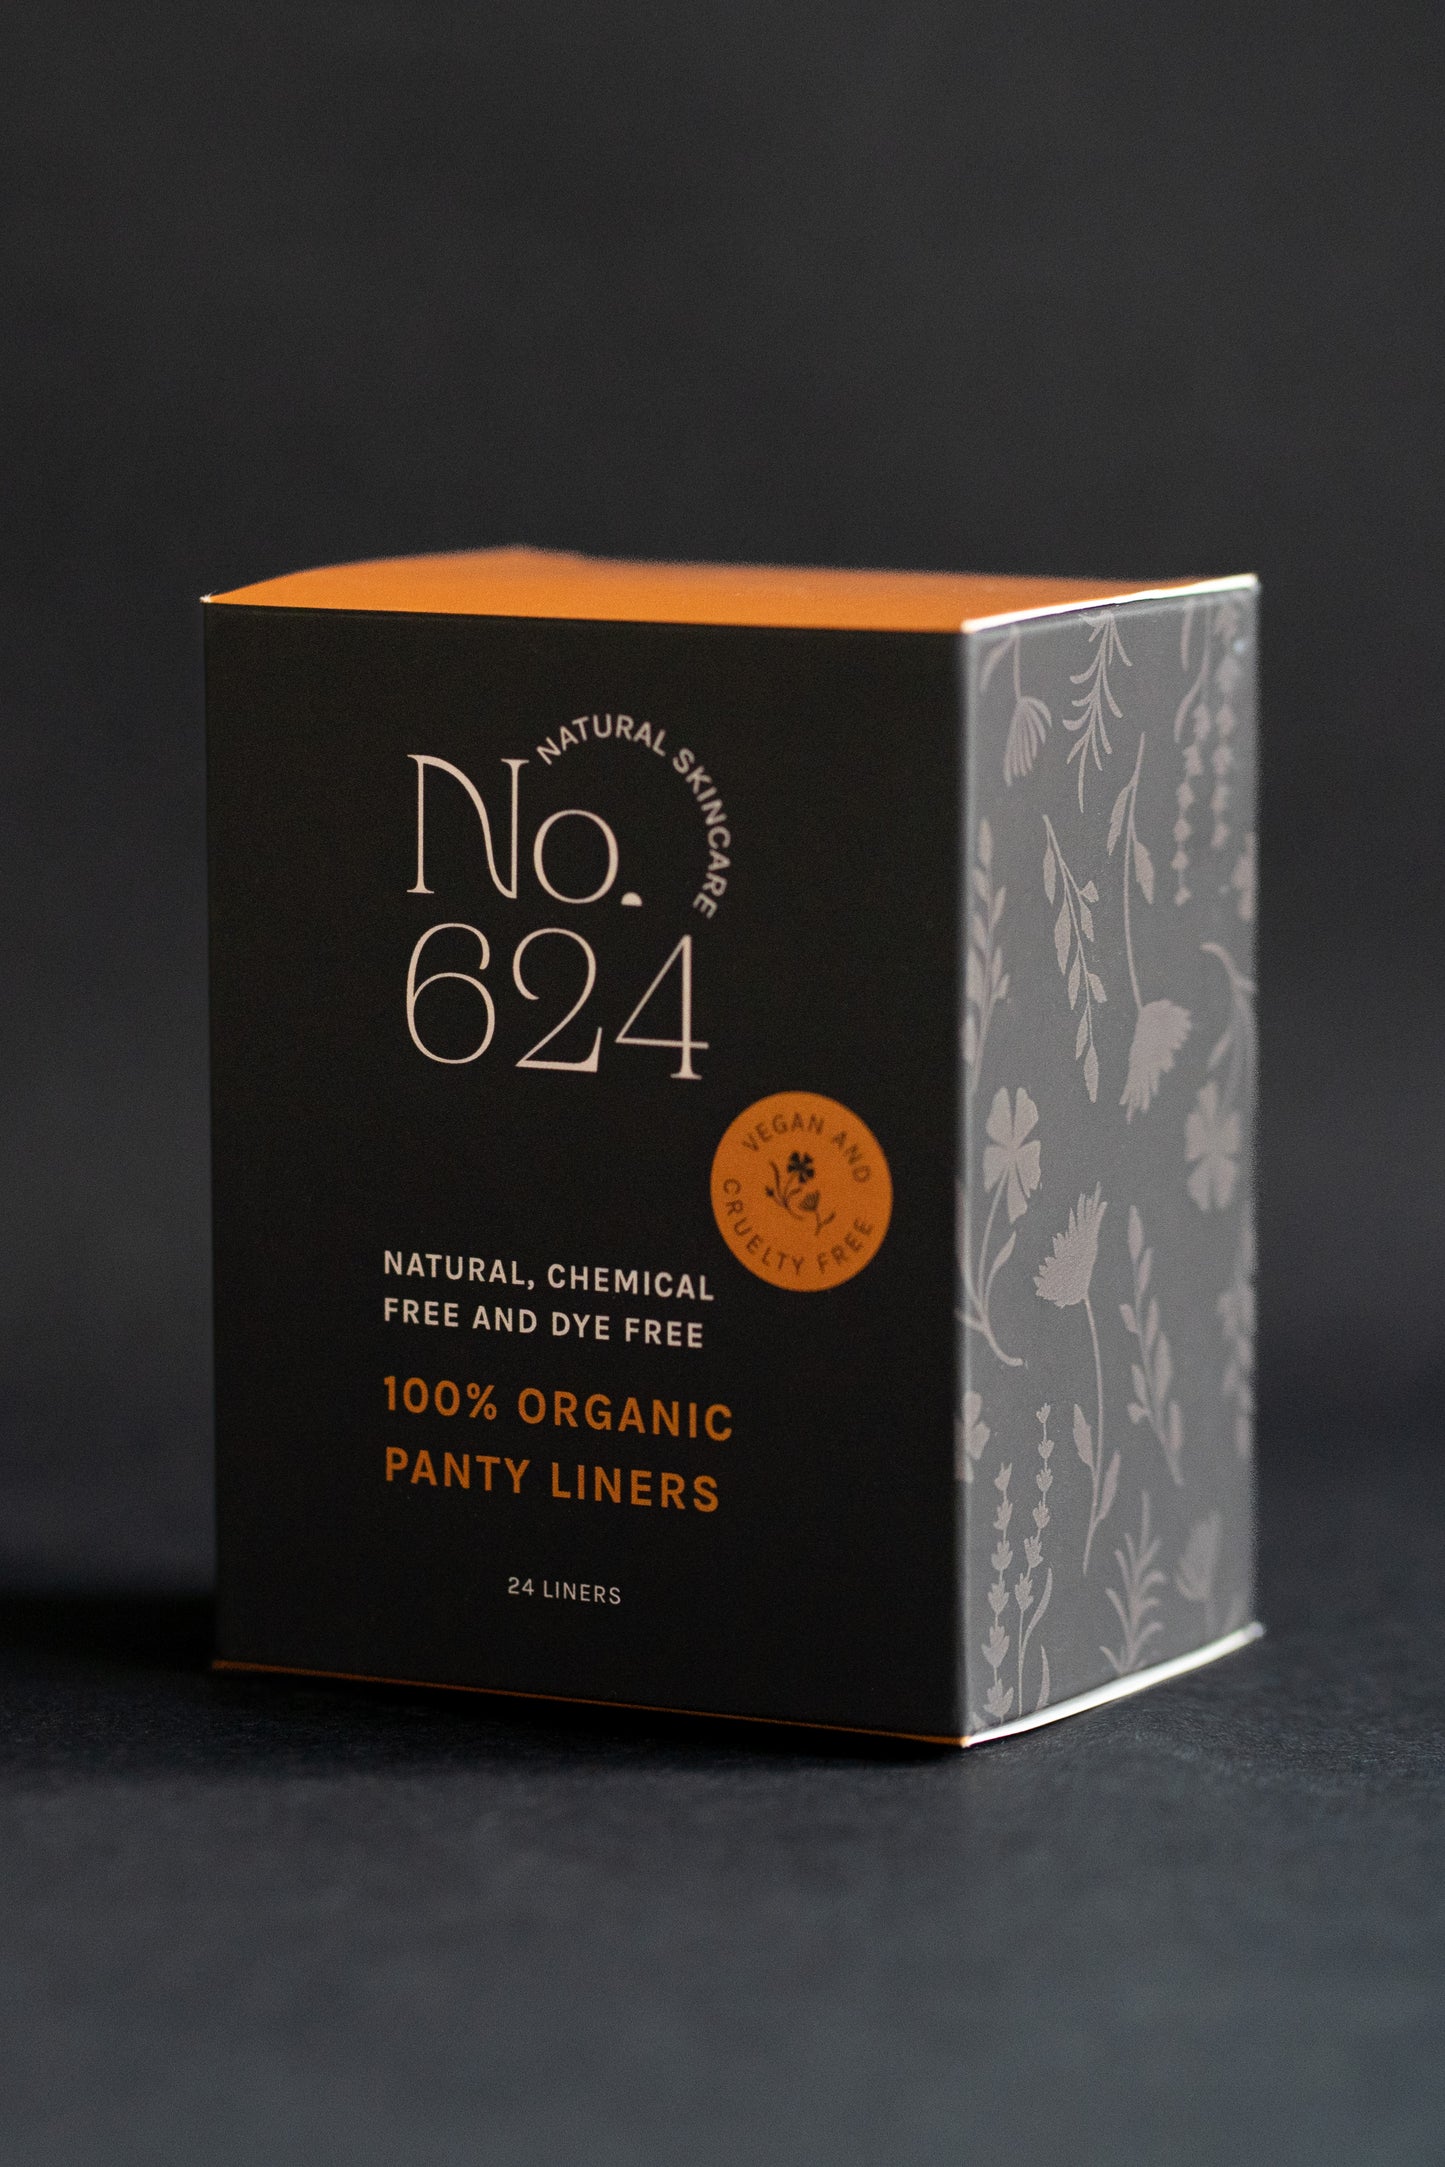 No.
NATURAL SKINCARE
624
VEGAN AND
CRUELTY FREE
NATURAL, CHEMICAL
FREE AND DYE FREE
100% ORGANIC
PANTY LINERS
24 LINERS